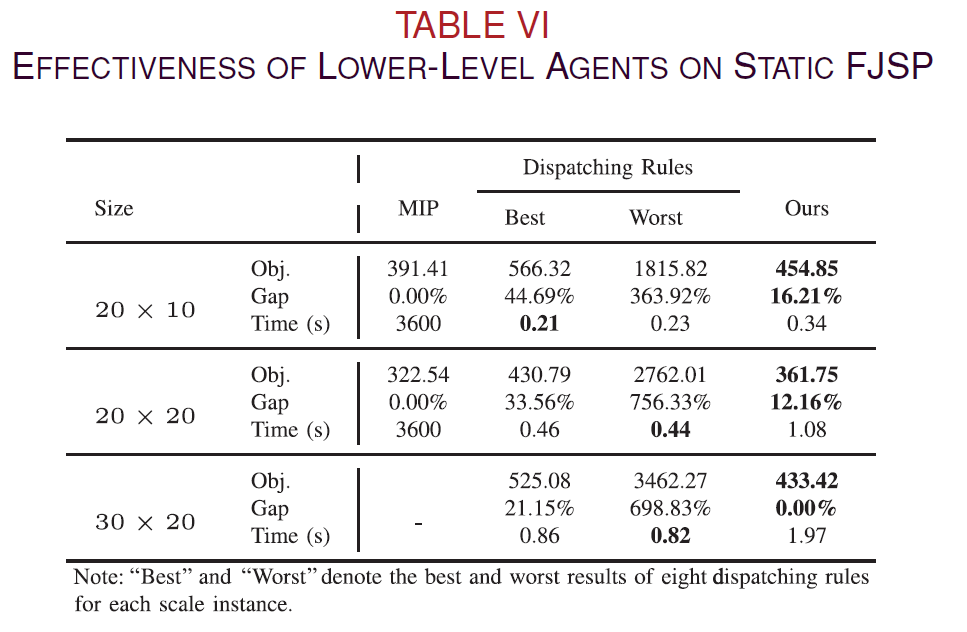 TABLE VI
EFFECTIVENESS OF LOWER-LEVEL AGENTS ON STATIC FJSP
Dispatching Rules
Size MIP Best Worst Ours
Obj. 391.41 566.32 1815.82 454.85
20 × 10 Gap 0.00% 44.69% 363.92% 16.21%
Time (s) 3600 0.21 0.23 0.34
Obj. 322.54 430.79 2762.01 361.75
20 × 20 Gap 0.00% 33.56% 756.33% 12.16%
Time (s) 3600 0.46 0.44 1.08
Obj. 525.08 3462.27 433.42
30 × 20 Gap - 21.15% 698.83% 0.00%
Time (s) 0.86 0.82 1.97
Note: “Best” and “Worst” denote the best and worst results of eight dispatching rules
for each scale instance.